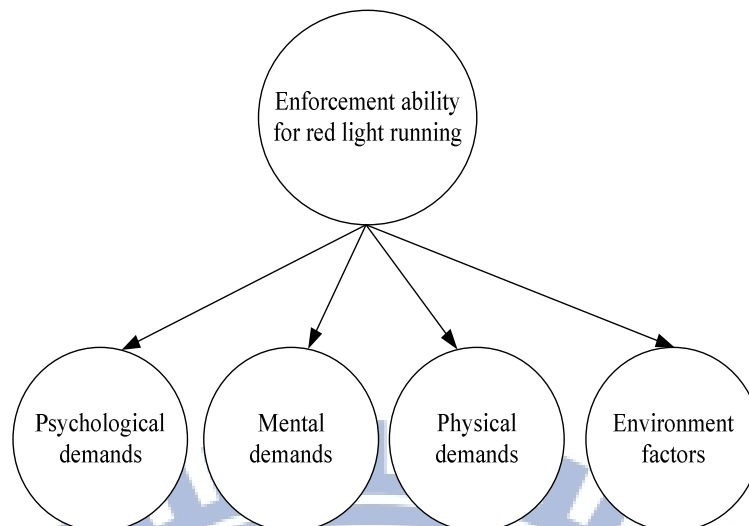 Enforcement ability
for red light running
Psychological
demands
Mental
demands
Physical
demands
Environment
factors